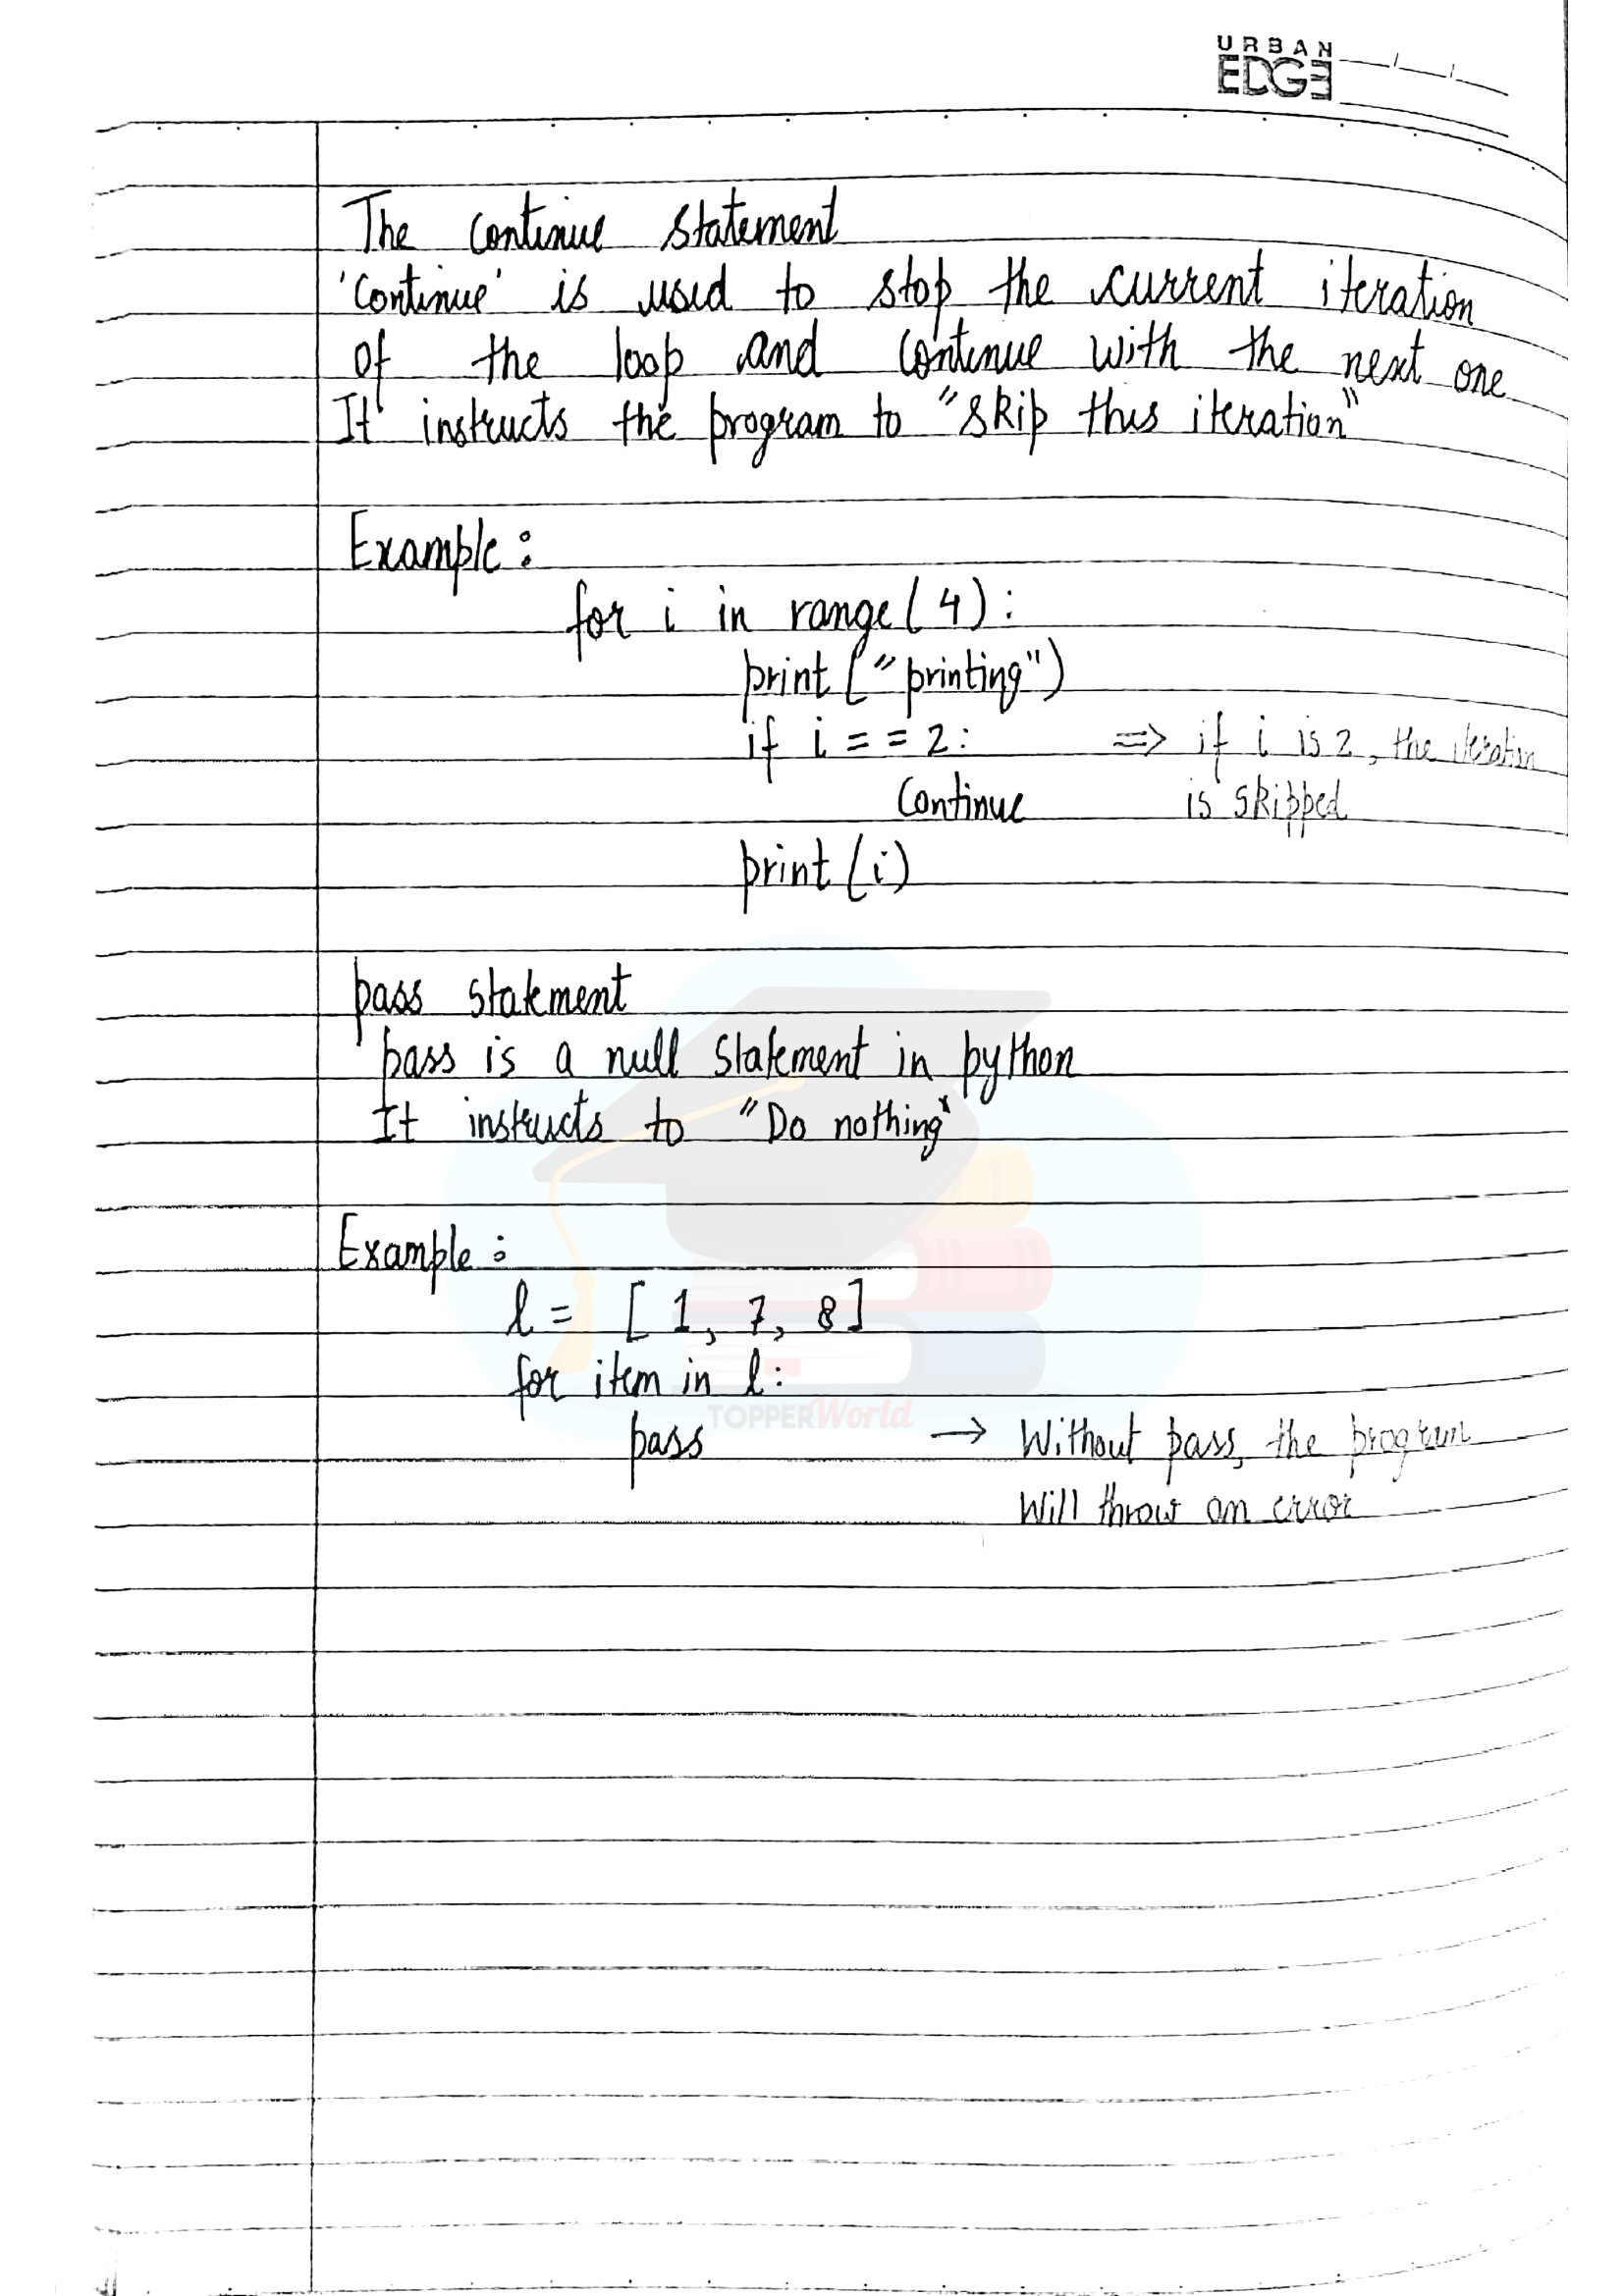 URBAN
EDGE
The Continue Statement
'Continue' is used to stop the current iteration
Of the loop and Continue with the next one
It instructs the program to "Skip this iteration"
Example:
for i in range(4):
print("printing")
if i == 2: => if i is 2, the iteration
Continue is skipped
print(i)
pass statement
pass is a null Statement in python
It instructs to "Do nothing"
Example:
l = [1, 7, 8]
for item in l:
TOPPERWorld
pass → Without pass, the program
Will throw an error